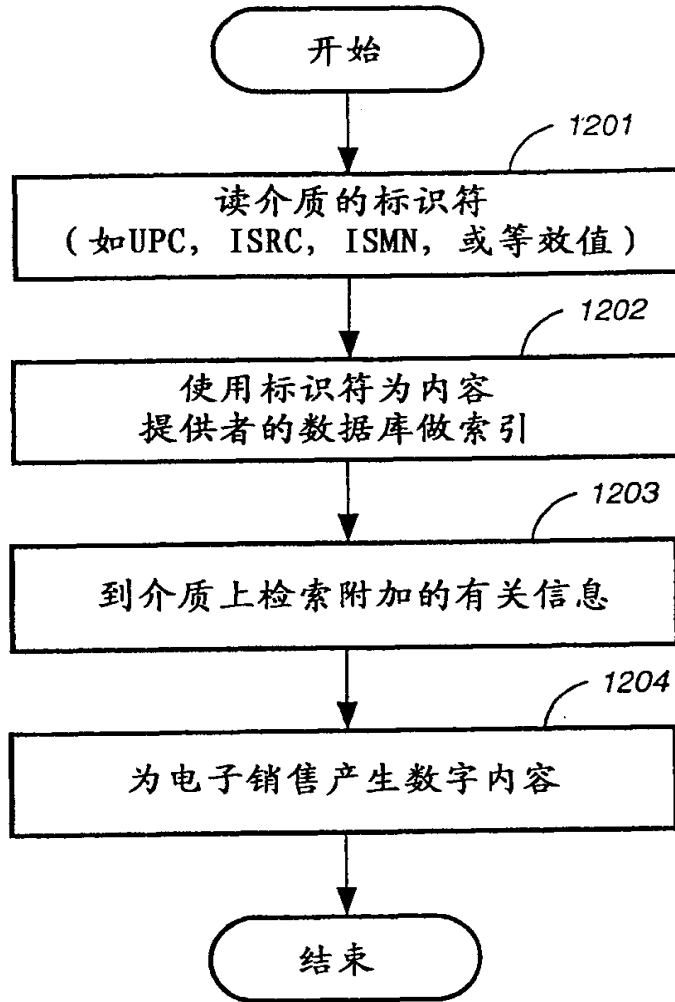 开始
1201
读介质的标识符
(如UPC, ISRC, ISMN, 或等效值)
1202
使用标识符为内容
提供者的数据库做索引
1203
到介质上检索附加的有关信息
1204
为电子销售产生数字内容
结束